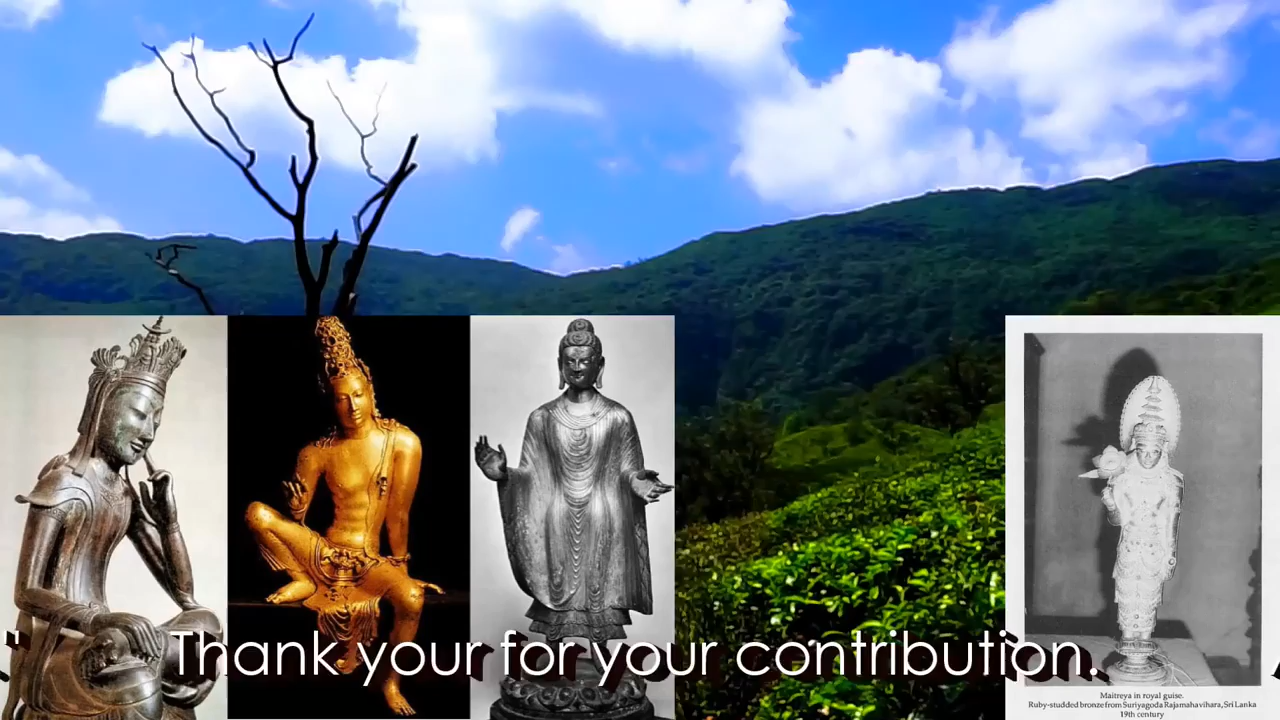 " Thank your for your contribution.
Maitreya in royal guise.
Ruby-studded bronze from Suriyagoda Rajamahavihara, Sri Lanka
19th century